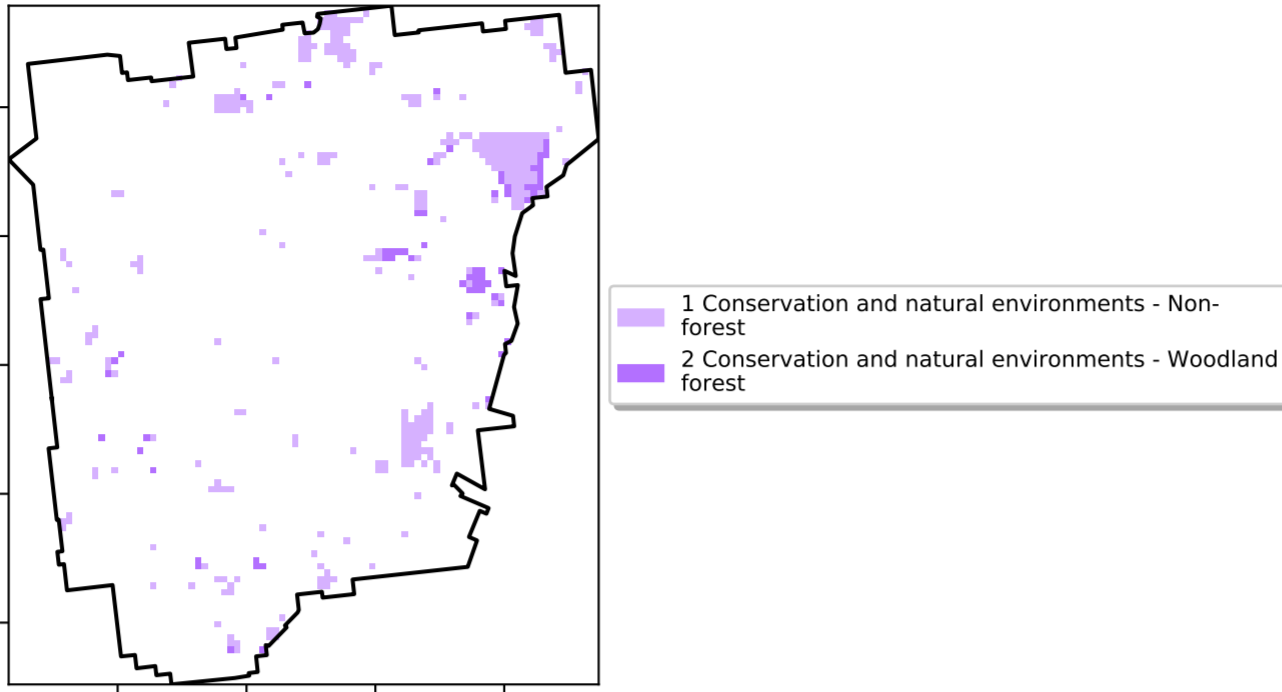 1 Conservation and natural environments - Non-
forest
2 Conservation and natural environments - Woodland
forest